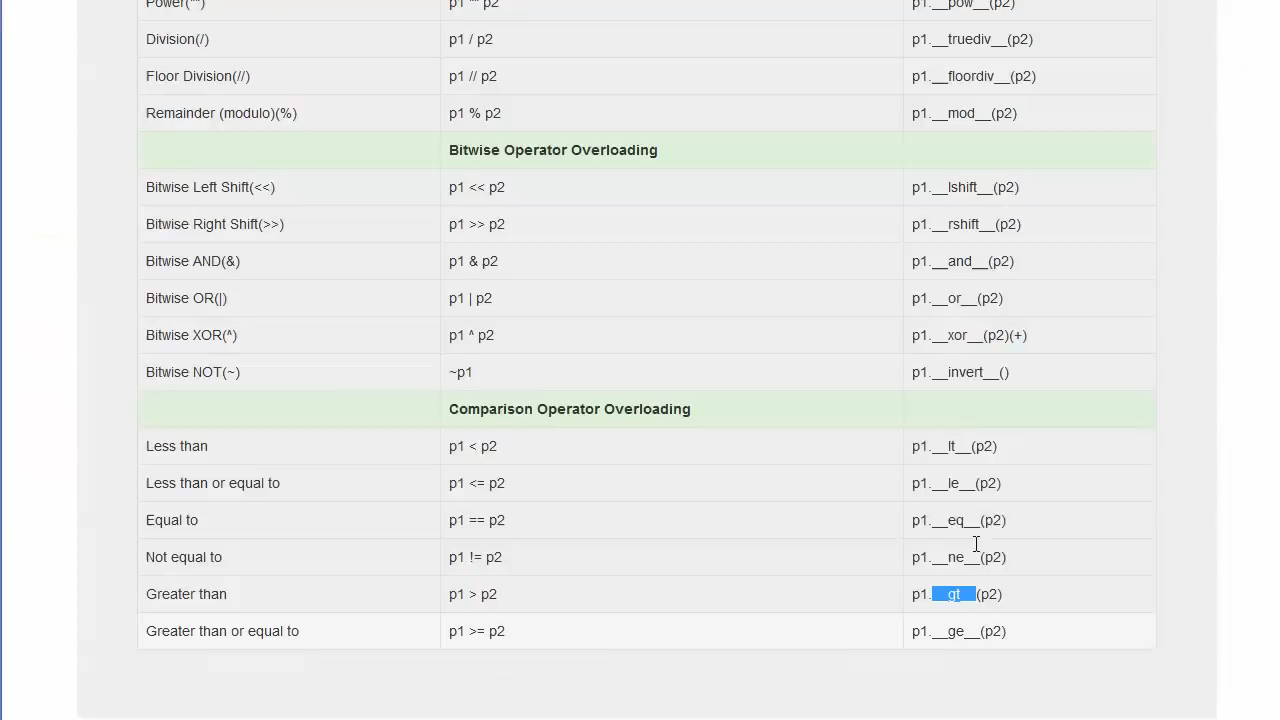 Power(**) p1 ** p2 p1.__pow__(p2)
Division(/) p1 / p2 p1.__truediv__(p2)
Floor Division(//) p1 // p2 p1.__floordiv__(p2)
Remainder (modulo)(%) p1 % p2 p1.__mod__(p2)
Bitwise Operator Overloading
Bitwise Left Shift(<<) p1 << p2 p1.__lshift__(p2)
Bitwise Right Shift(>>) p1 >> p2 p1.__rshift__(p2)
Bitwise AND(&) p1 & p2 p1.__and__(p2)
Bitwise OR(|) p1 | p2 p1.__or__(p2)
Bitwise XOR(^) p1 ^ p2 p1.__xor__(p2)(+)
Bitwise NOT(~) ~p1 p1.__invert__()
Comparison Operator Overloading
Less than p1 < p2 p1.__lt__(p2)
Less than or equal to p1 <= p2 p1.__le__(p2)
Equal to p1 == p2 p1.__eq__(p2)
Not equal to p1 != p2 p1.__ne__(p2)
Greater than p1 > p2 p1.__gt__(p2)
Greater than or equal to p1 >= p2 p1.__ge__(p2)